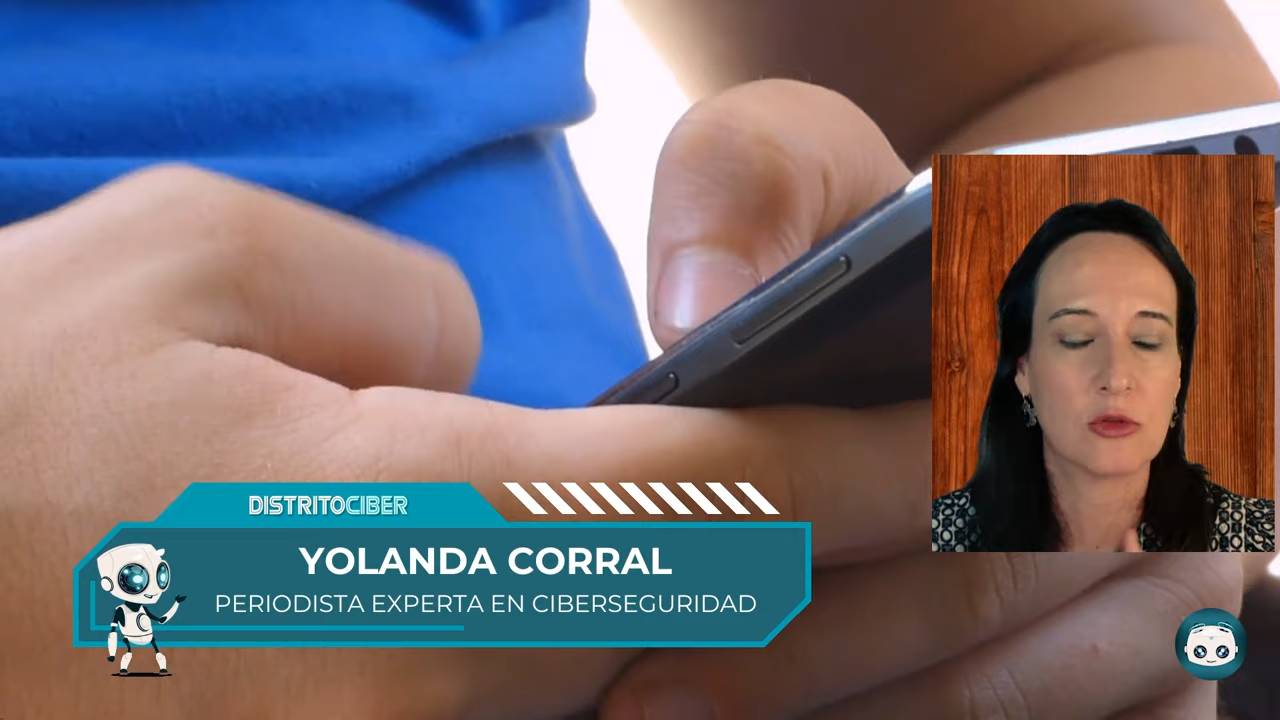 DISTRITOCIBER
YOLANDA CORRAL
PERIODISTA EXPERTA EN CIBERSEGURIDAD